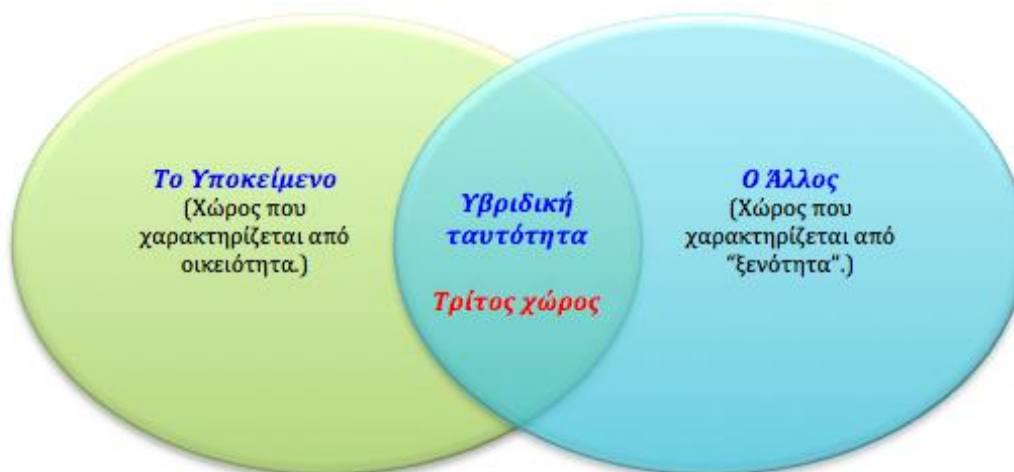 Το Υποκείμενο
(Χώρος που
χαρακτηρίζεται από
οικειότητα.)
Υβριδική
ταυτότητα
Τρίτος χώρος
Ο Άλλος
(Χώρος που
χαρακτηρίζεται από
“ξενότητα”.)